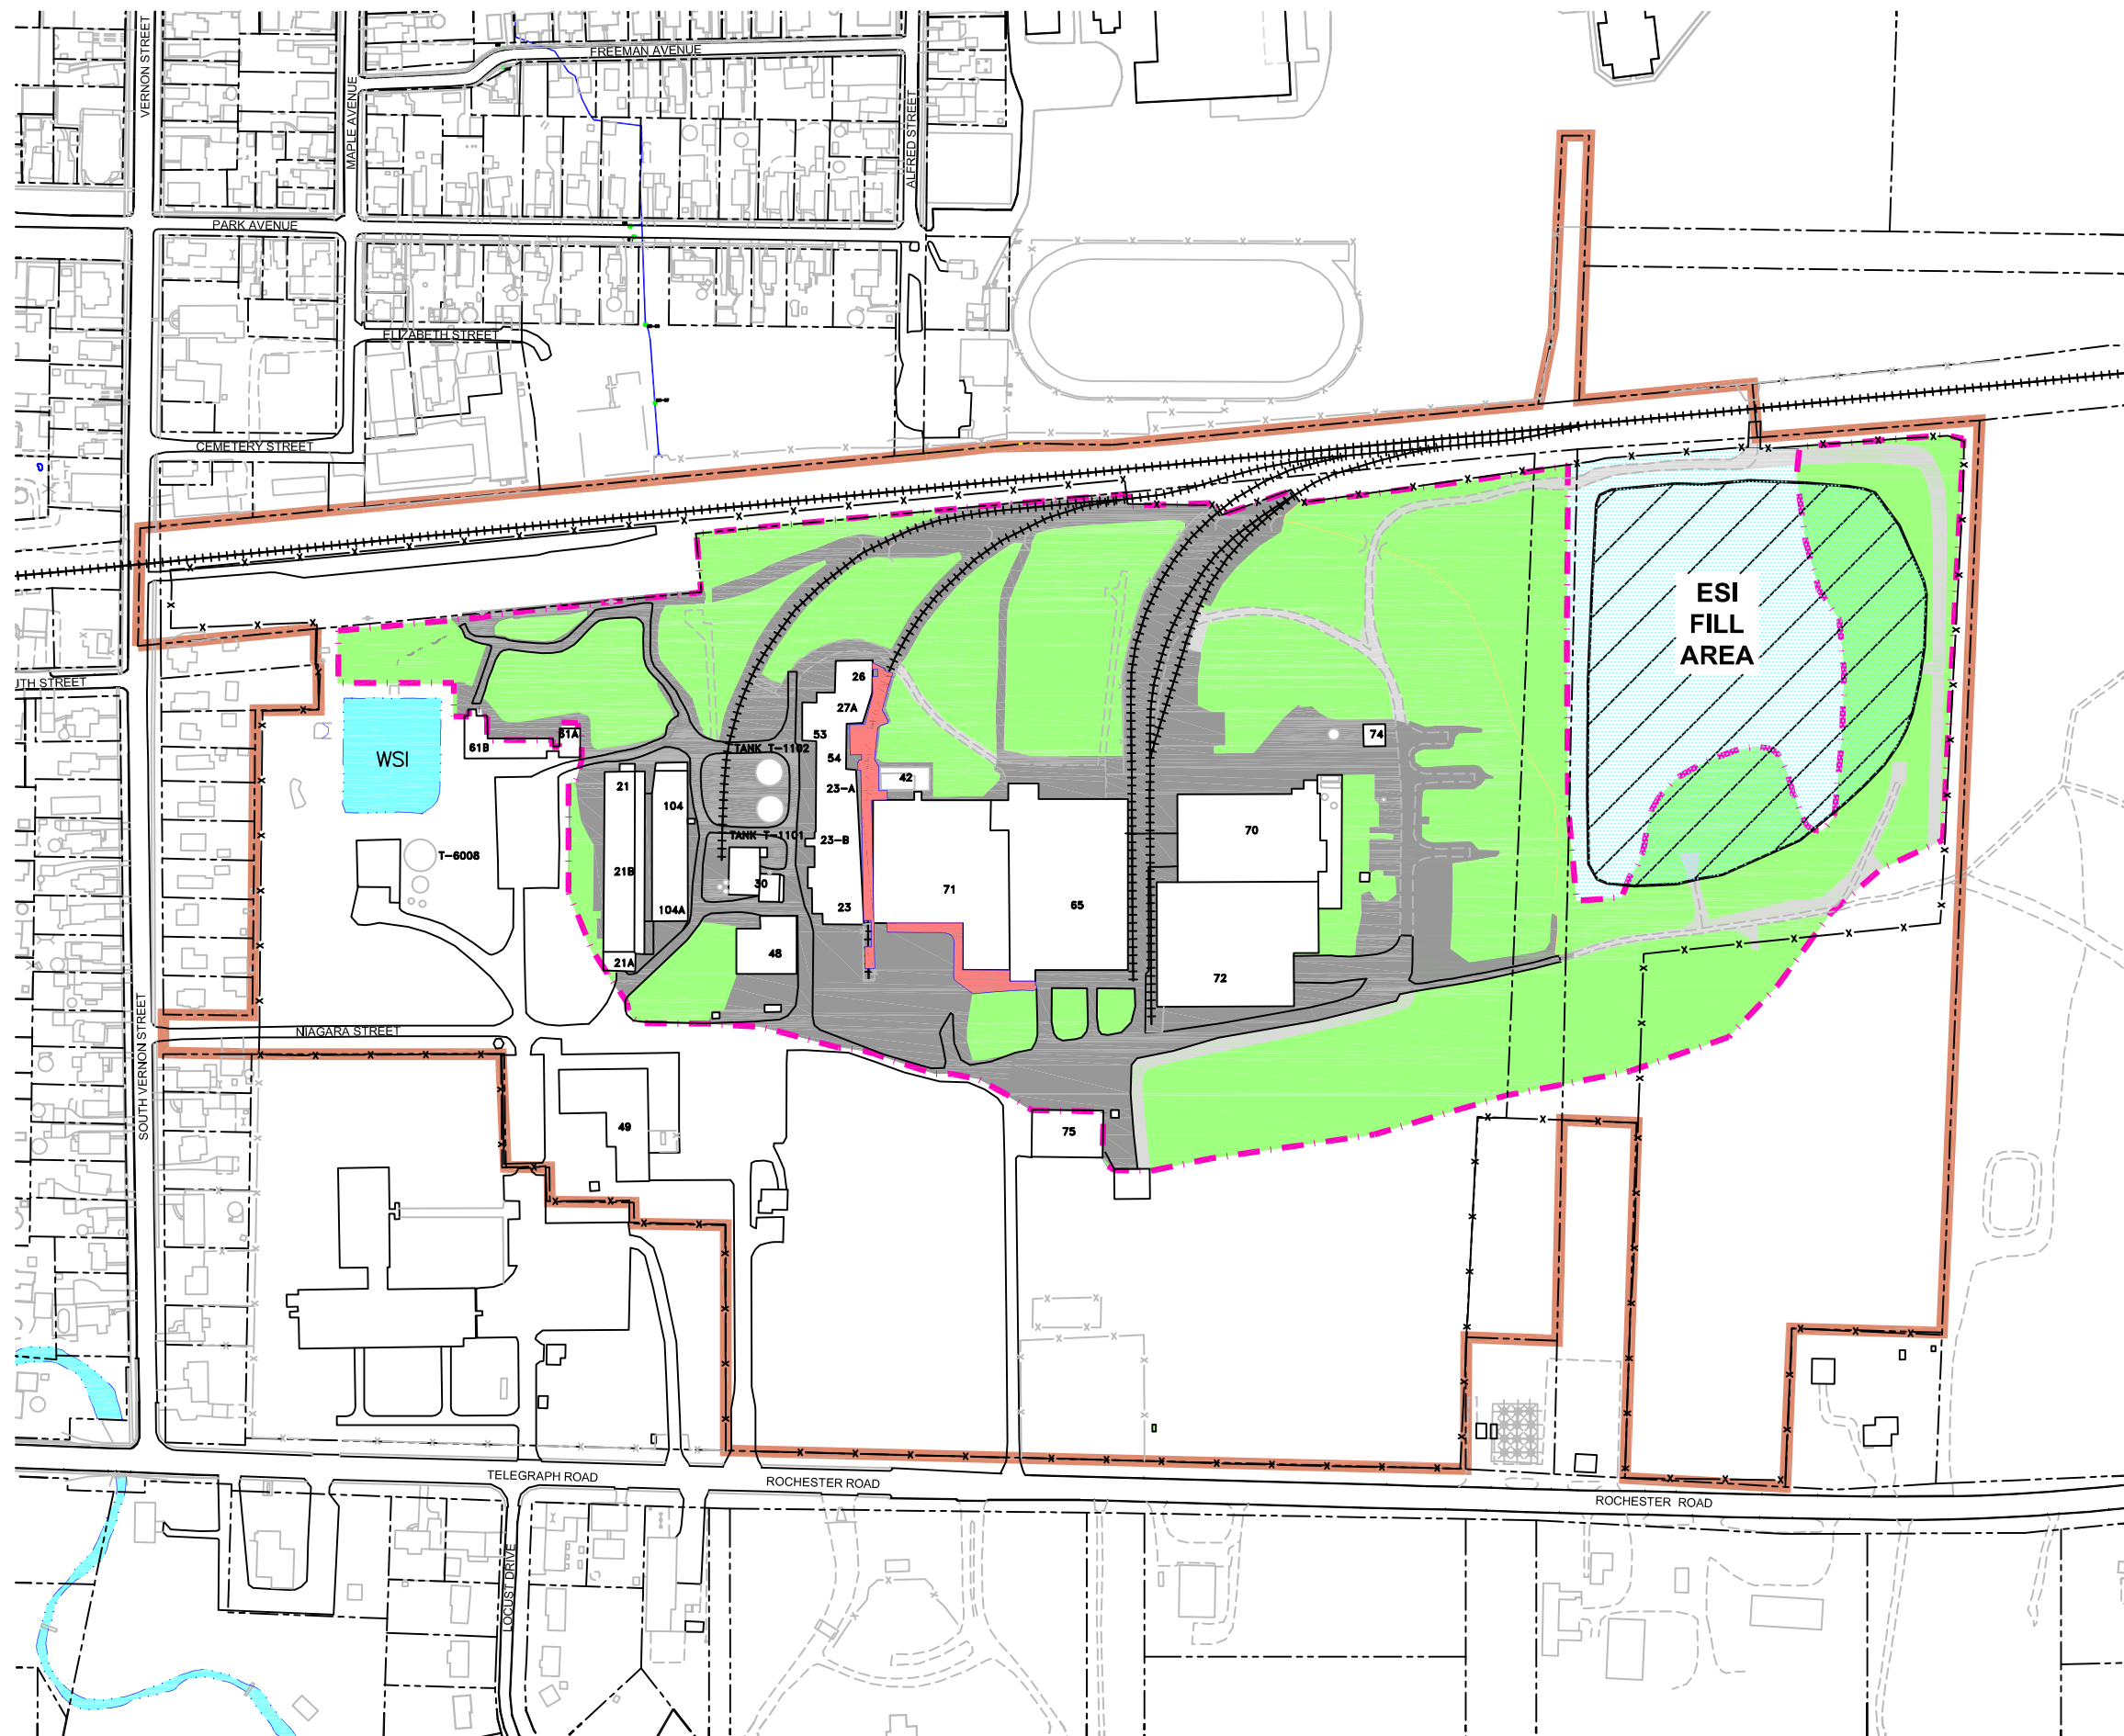 FREEMAN AVENUE
VERNON STREET
MAPLE AVENUE
ALFRED STREET
PARK AVENUE
ELIZABETH STREET
CEMETERY STREET
ESI
FILL
AREA
UTH STREET
26
27A
53
54
61B
61A
TANK T-1102
WSI
74
42
21
104
23-A
TANK T-1101
23-B
70
T-6008
21B
30
71
65
104A
23
48
21A
72
NIAGARA STREET
SOUTH VERNON STREET
49
75
TELEGRAPH ROAD
ROCHESTER ROAD
ROCHESTER ROAD
LOCUST DRIVE